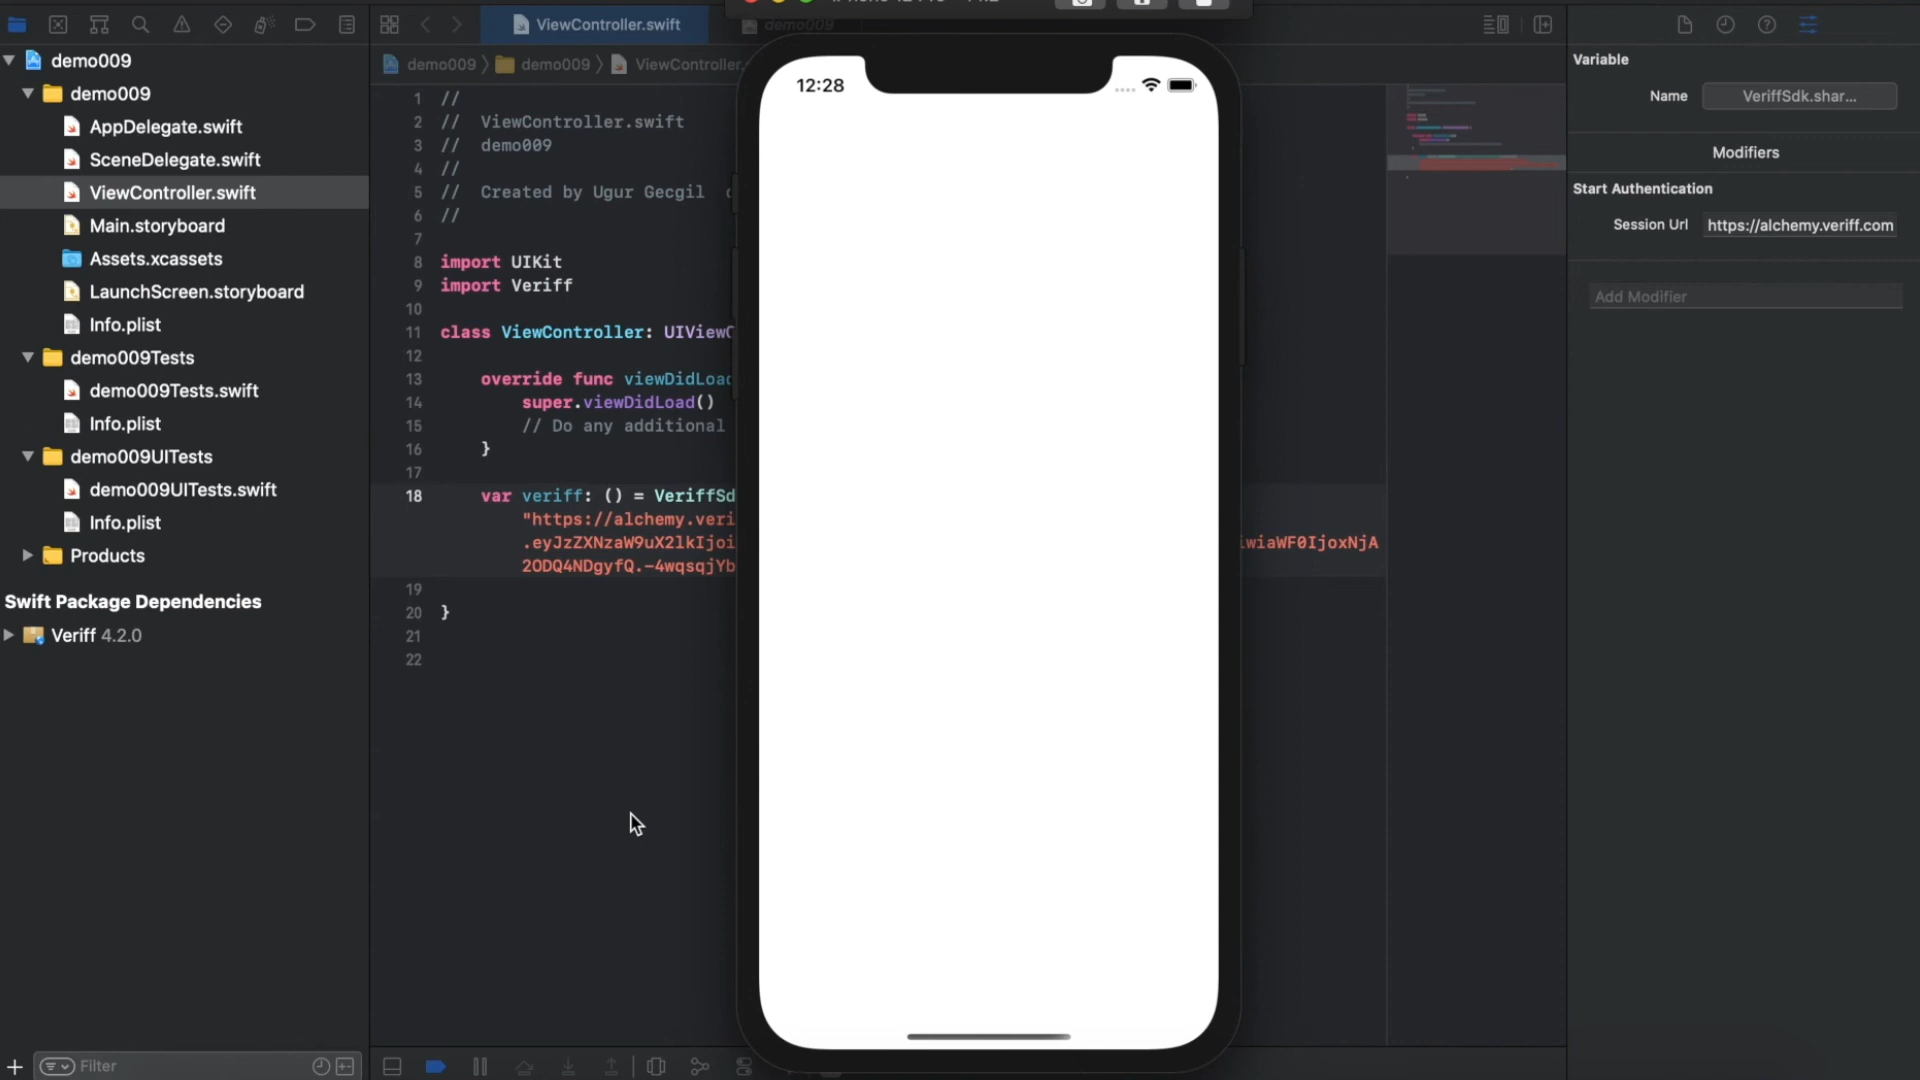 ViewController.swift
demo009
demo009
demo009
AppDelegate.swift
SceneDelegate.swift
ViewController.swift
Main.storyboard
Assets.xcassets
LaunchScreen.storyboard
Info.plist
demo009Tests
demo009Tests.swift
Info.plist
demo009UITests
demo009UITests.swift
Info.plist
Products
Swift Package Dependencies
Veriff 4.2.0
Filter
demo009 〉 demo009 〉 ViewController.
1 //
2 // ViewController.swift
3 // demo009
4 //
5 // Created by Ugur Gecgil
6 //
7
8 import UIKit
9 import Veriff
10
11 class ViewController: UIViewC
12
13 override func viewDidLoad
14 super.viewDidLoad()
15 // Do any additional
16 }
17
18 var veriff: () = VeriffSd
"https://alchemy.veri
.eyJzZXNzaW9uX2lkIjoi iwiaWF0IjoxNjA
2ODQ4NDgyfQ.-4wqsqjYb
19
20 }
21
22
12:28
Variable
Name VeriffSdk.shar...
Modifiers
Start Authentication
Session Url https://alchemy.veriff.com
Add Modifier